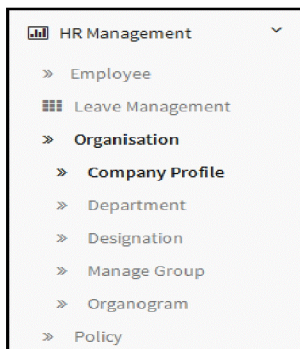 HR Management
Employee
Leave Management
Organisation
Company Profile
Department
Designation
Manage Group
Organogram
Policy